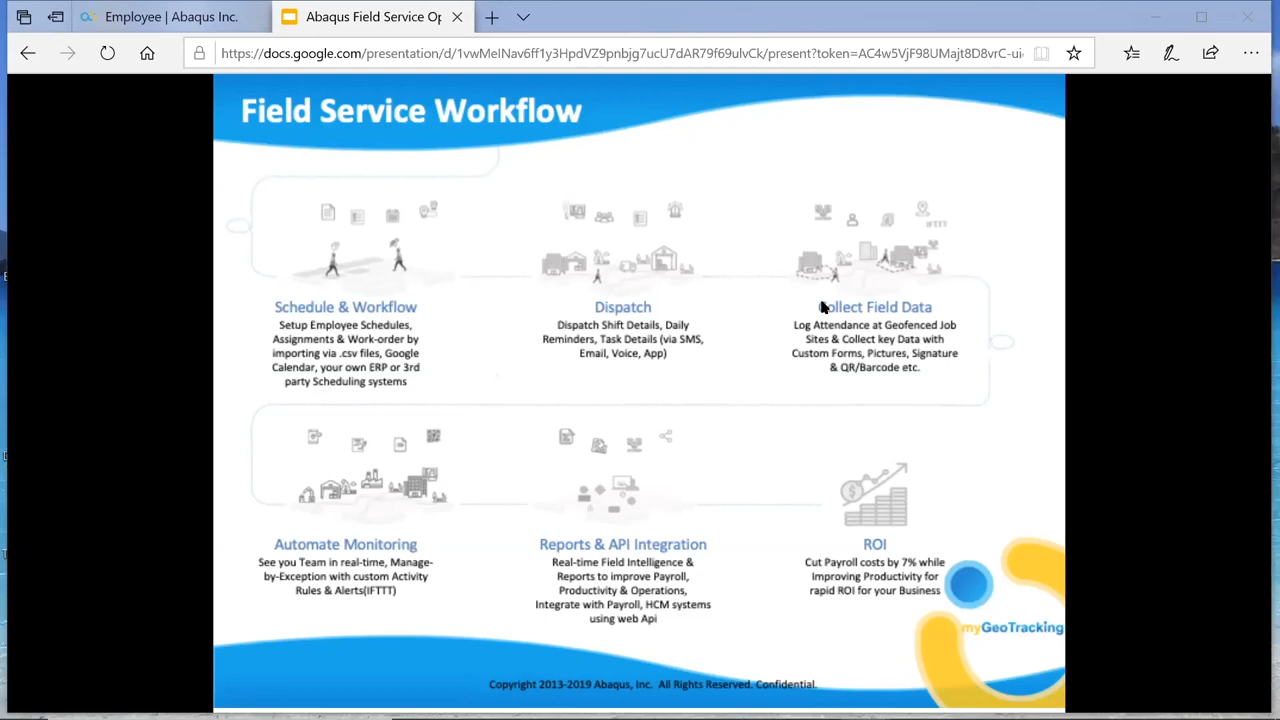 Employee | Abaqus Inc.
Abaqus Field Service Op
https://docs.google.com/presentation/d/1vwMeINav6ff1y3HpdVZ9pnbjg7ucU7dAR79f69ulvCk/present?token=AC4w5VjF98UMajt8D8vrC-ui
Field Service Workflow
IFTTT
Schedule & Workflow
Setup Employee Schedules,
Assignments & Work-order by
importing via .csv files, Google
Calendar, your own ERP or 3rd
party Scheduling systems
Dispatch
Dispatch Shift Details, Daily
Reminders, Task Details (via SMS,
Email, Voice, App)
Collect Field Data
Log Attendance at Geofenced Job
Sites & Collect key Data with
Custom Forms, Pictures, Signature
& QR/Barcode etc.
Automate Monitoring
See you Team in real-time, Manage-
by-Exception with custom Activity
Rules & Alerts(IFTTT)
Reports & API Integration
Real-time Field Intelligence &
Reports to improve Payroll,
Productivity & Operations,
Integrate with Payroll, HCM systems
using web Api
ROI
Cut Payroll costs by 7% while
Improving Productivity for
rapid ROI for your Business
myGeoTracking
Copyright 2013-2019 Abaqus, Inc. All Rights Reserved. Confidential.